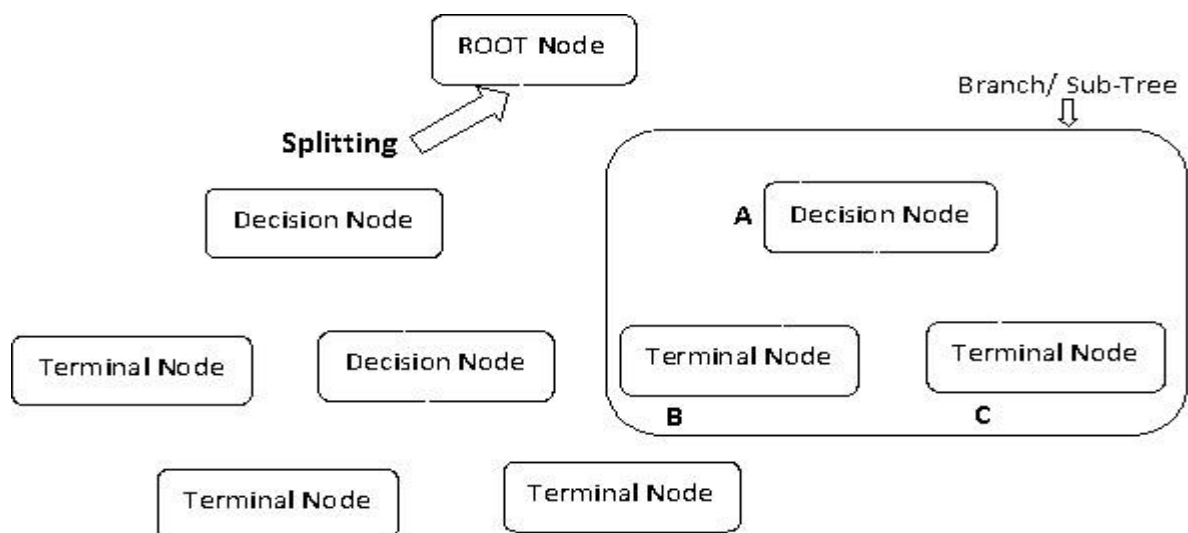 ROOT Node
Branch/ Sub-Tree
Splitting
Decision Node
A Decision Node
Terminal Node
Decision Node
Terminal Node
Terminal Node
B
C
Terminal Node
Terminal Node